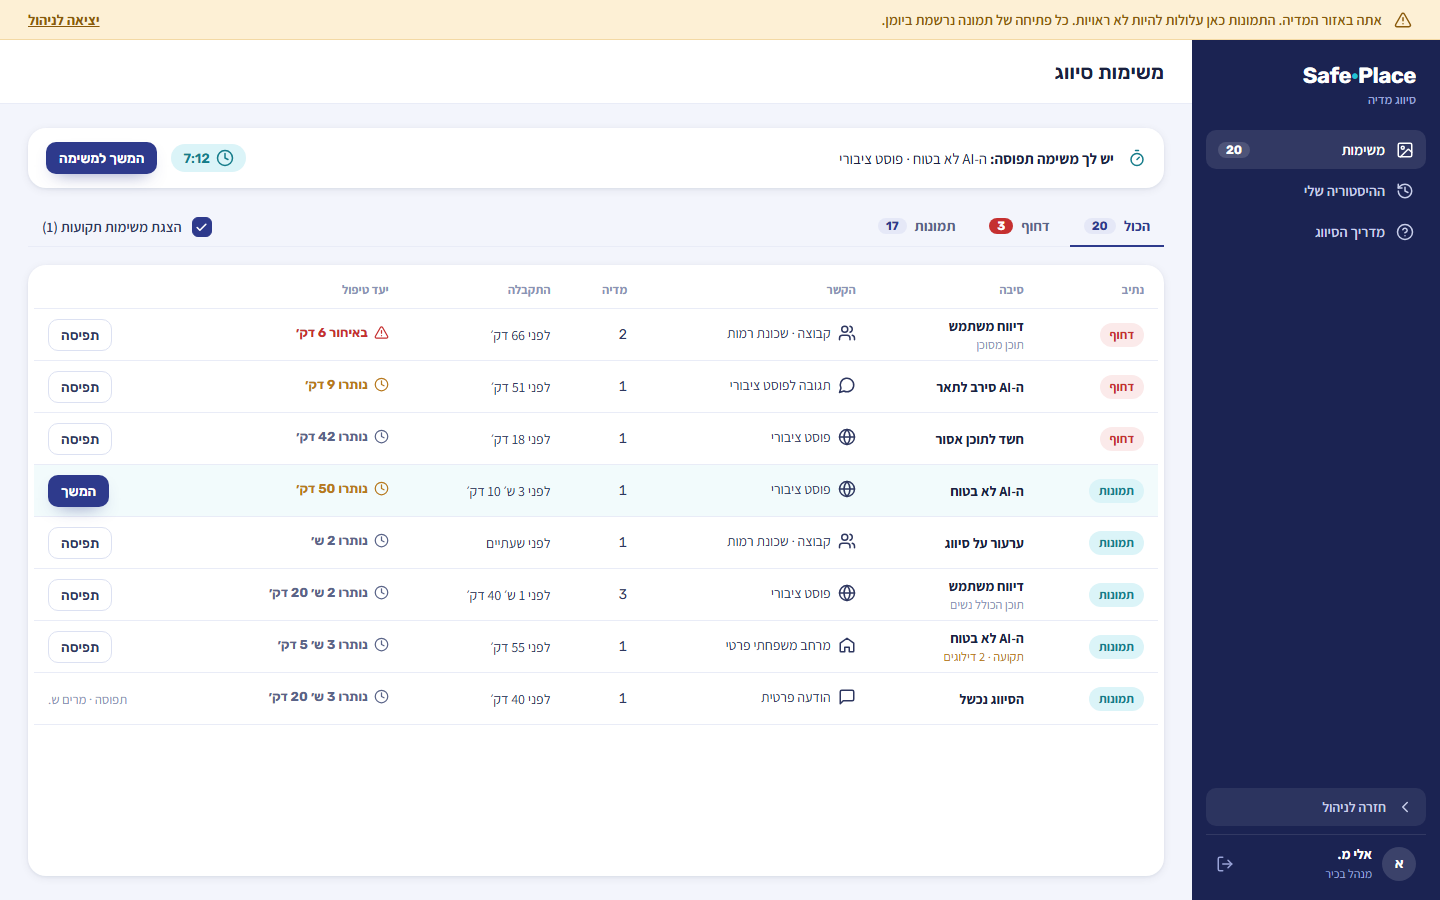 אתה באזור המדיה. התמונות כאן עלולות להיות לא ראויות. כל פתיחה של תמונה נרשמת ביומן.
יציאה לניהול
Safe•Place
סיווג מדיה
משימות 20
ההיסטוריה שלי
מדריך הסיווג
חזרה לניהול
א
אלי מ.
מנהל בכיר
משימות סיווג
יש לך משימה תפוסה: ה-AI לא בטוח · פוסט ציבורי
7:12
המשך למשימה
הכול 20
דחוף 3
תמונות 17
הצגת משימות תקועות (1)
נתיב סיבה הקשר מדיה התקבלה יעד טיפול
דחוף דיווח משתמש קבוצה · שכונת רמות 2 לפני 66 דק׳ באיחור 6 דק׳ תפיסה
תוכן מסוכן
דחוף ה-AI סירב לתאר תגובה לפוסט ציבורי 1 לפני 51 דק׳ נותרו 9 דק׳ תפיסה
דחוף חשד לתוכן אסור פוסט ציבורי 1 לפני 18 דק׳ נותרו 42 דק׳ תפיסה
תמונות ה-AI לא בטוח פוסט ציבורי 1 לפני 3 ש׳ 10 דק׳ נותרו 50 דק׳ המשך
תמונות ערעור על סיווג קבוצה · שכונת רמות 1 לפני שעתיים נותרו 2 ש׳ תפיסה
תמונות דיווח משתמש פוסט ציבורי 3 לפני 1 ש׳ 40 דק׳ נותרו 2 ש׳ 20 דק׳ תפיסה
תוכן הכולל נשים
תמונות ה-AI לא בטוח מרחב משפחתי פרטי 1 לפני 55 דק׳ נותרו 3 ש׳ 5 דק׳ תפיסה
תקועה · 2 דילוגים
תמונות הסיווג נכשל הודעה פרטית 1 לפני 40 דק׳ נותרו 3 ש׳ 20 דק׳ תפוסה · מרים ש.